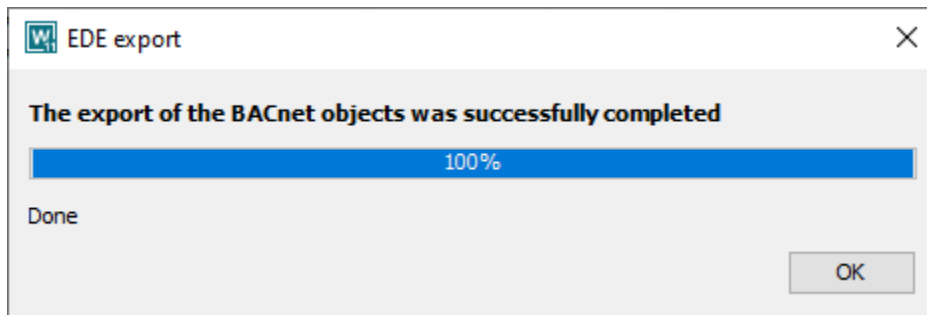 EDE export
The export of the BACnet objects was successfully completed
100%
Done
OK